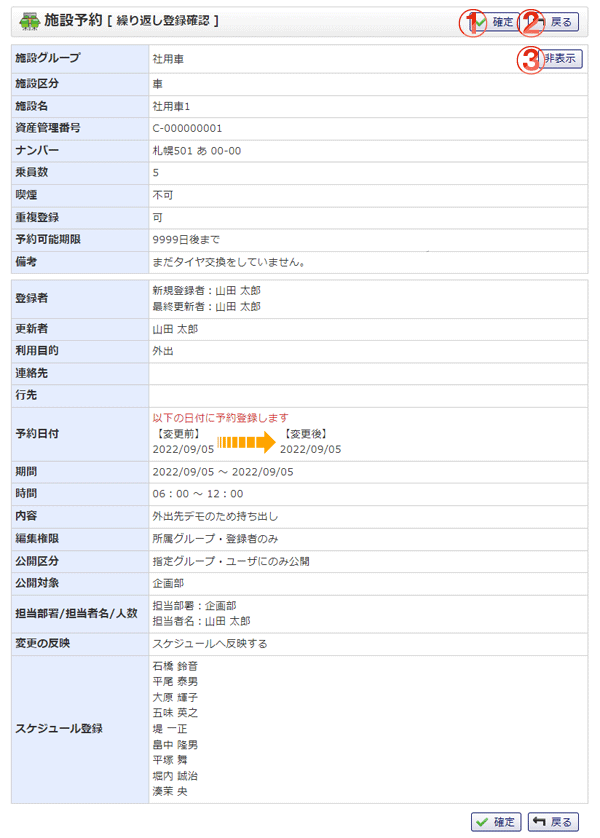 施設予約 [ 繰り返し登録確認 ]
① 確定 ② 戻る
施設グループ 社用車 ③ 非表示
施設区分 車
施設名 社用車1
資産管理番号 C-000000001
ナンバー 札幌501 あ 00-00
乗員数 5
喫煙 不可
重複登録 可
予約可能期限 9999日後まで
備考 まだタイヤ交換をしていません。
登録者 新規登録者：山田 太郎
最終更新者：山田 太郎
更新者 山田 太郎
利用目的 外出
連絡先
行先
予約日付 以下の日付に予約登録します
【変更前】 【変更後】
2022/09/05 2022/09/05
期間 2022/09/05 ～ 2022/09/05
時間 06：00 ～ 12：00
内容 外出先デモのため持ち出し
編集権限 所属グループ・登録者のみ
公開区分 指定グループ・ユーザにのみ公開
公開対象 企画部
担当部署/担当者名/人数 担当部署：企画部
担当者名：山田 太郎
変更の反映 スケジュールへ反映する
スケジュール登録 石橋 鈴音
平尾 泰男
大原 輝子
五味 英之
堤 一正
畠中 隆男
平塚 舞
堀内 誠治
湊茉 央
確定 戻る